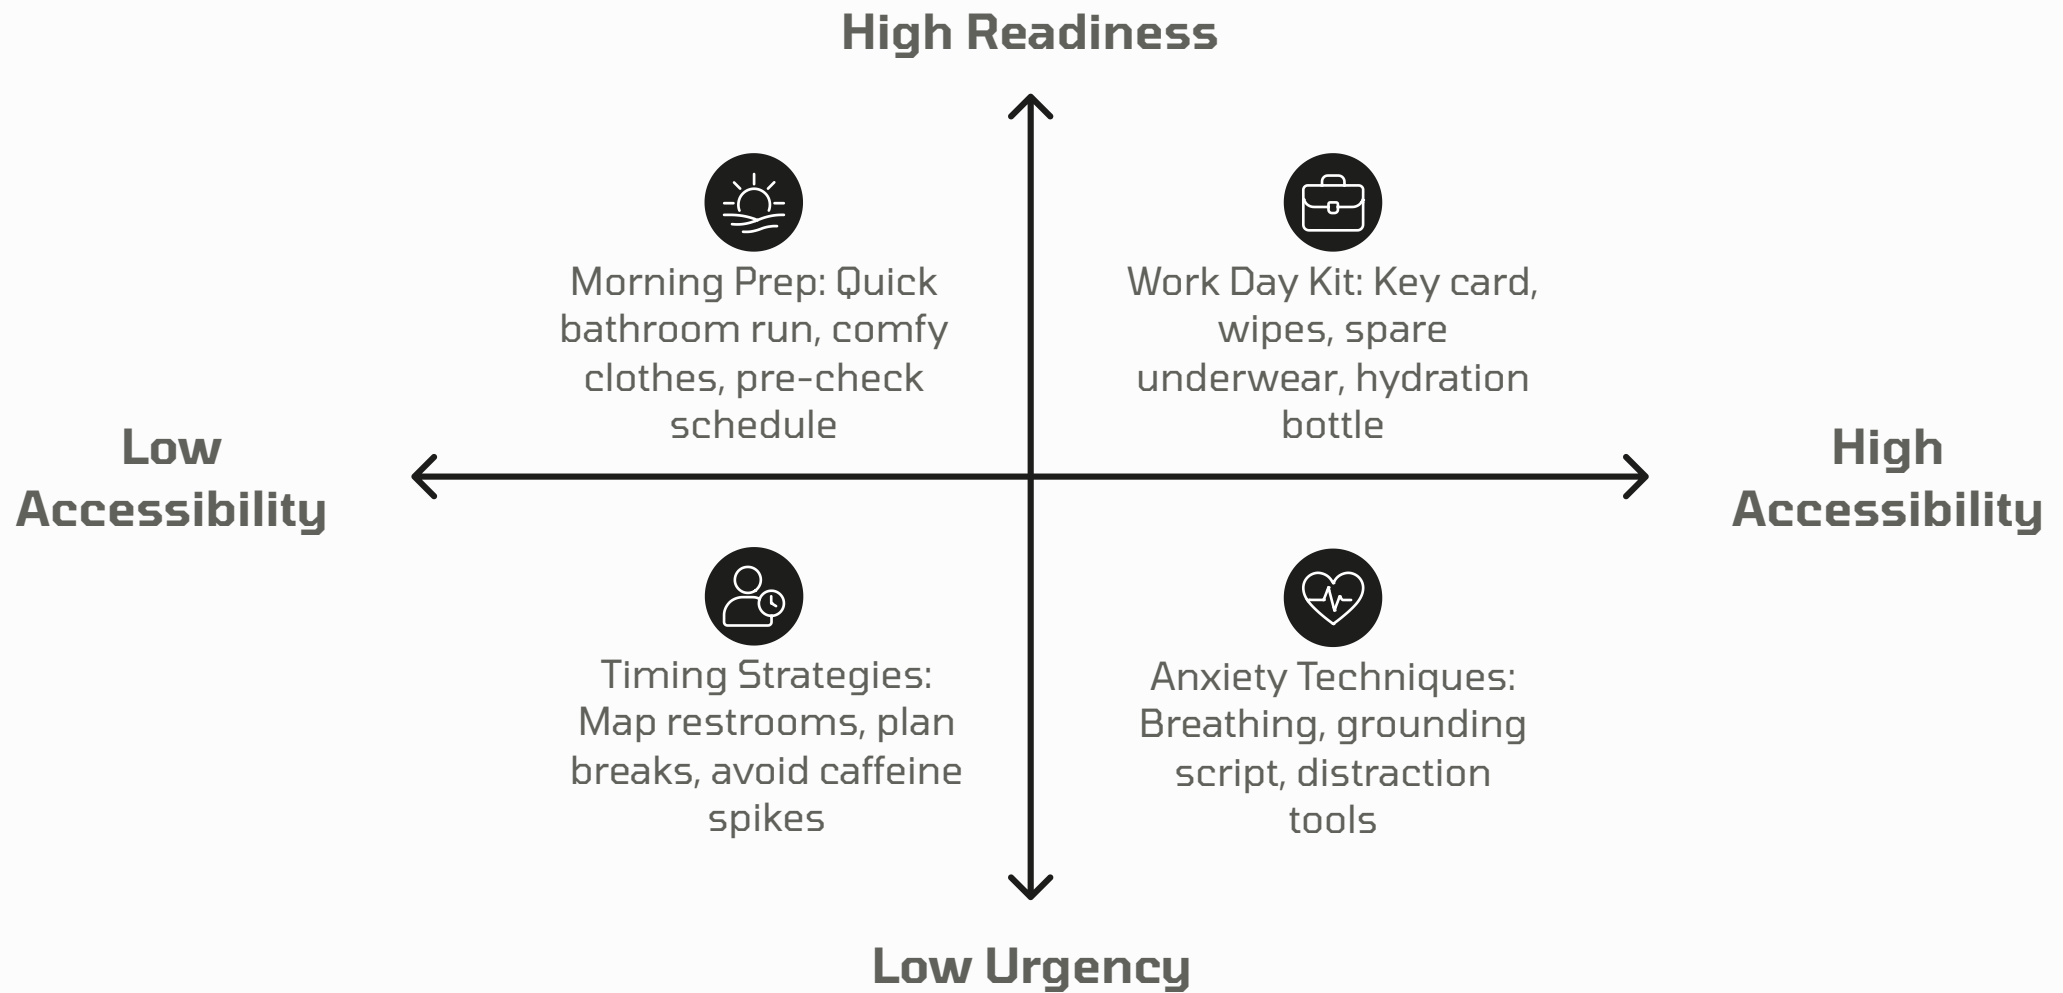 High Readiness
Morning Prep: Quick
bathroom run, comfy
clothes, pre-check
schedule
Work Day Kit: Key card,
wipes, spare
underwear, hydration
bottle
Low
Accessibility
High
Accessibility
Timing Strategies:
Map restrooms, plan
breaks, avoid caffeine
spikes
Anxiety Techniques:
Breathing, grounding
script, distraction
tools
Low Urgency